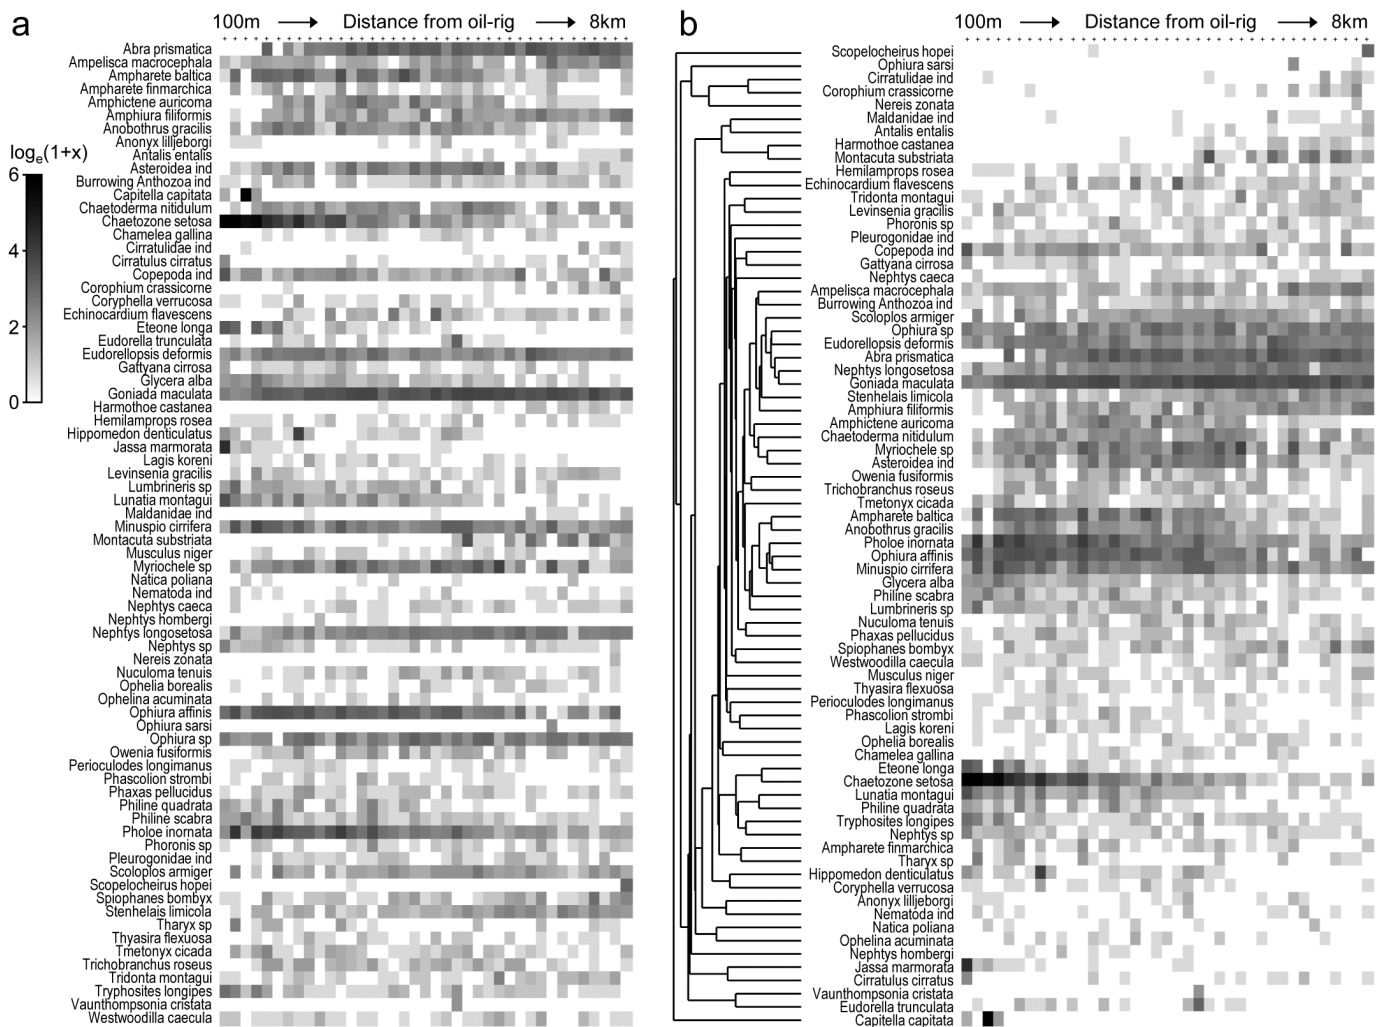 a
100m → Distance from oil-rig → 8km
Abra prismatica
Ampelisca macrocephala
Ampharete baltica
Ampharete finmarchica
Amphictene auricoma
Amphiura filiformis
Anobothrus gracilis
Anonyx lilljeborgi
Antalis entalis
Asteroidea ind
Burrowing Anthozoa ind
Capitella capitata
Chaetoderma nitidulum
Chaetozone setosa
Chamelea gallina
Cirratulidae ind
Cirratulus cirratus
Copepoda ind
Corophium crassicorne
Coryphella verrucosa
Echinocardium flavescens
Eteone longa
Eudorella trunculata
Eudorellopsis deformis
Gattyana cirrosa
Glycera alba
Goniada maculata
Harmothoe castanea
Hemilamprops rosea
Hippomedon denticulatus
Jassa marmorata
Lagis koreni
Levinsenia gracilis
Lumbrineris sp
Lunatia montagui
Maldanidae ind
Minuspio cirrifera
Montacuta substriata
Musculus niger
Myriochele sp
Natica poliana
Nematoda ind
Nephtys caeca
Nephtys hombergi
Nephtys longosetosa
Nephtys sp
Nereis zonata
Nuculoma tenuis
Ophelia borealis
Ophelina acuminata
Ophiura affinis
Ophiura sarsi
Ophiura sp
Owenia fusiformis
Perioculodes longimanus
Phascolion strombi
Phaxas pellucidus
Philine quadrata
Philine scabra
Pholoe inornata
Phoronis sp
Pleurogonidae ind
Scoloplos armiger
Scopelocheirus hopei
Spiophanes bombyx
Stenhelais limicola
Tharyx sp
Thyasira flexuosa
Tmetonyx cicada
Trichobranchus roseus
Tridonta montagui
Tryphosites longipes
Vaunthompsonia cristata
Westwoodilla caecula
logₑ(1+x)
6
4
2
0
b
100m → Distance from oil-rig → 8km
Scopelocheirus hopei
Ophiura sarsi
Cirratulidae ind
Corophium crassicorne
Nereis zonata
Maldanidae ind
Antalis entalis
Harmothoe castanea
Montacuta substriata
Hemilamprops rosea
Echinocardium flavescens
Tridonta montagui
Levinsenia gracilis
Phoronis sp
Pleurogonidae ind
Copepoda ind
Gattyana cirrosa
Nephtys caeca
Ampelisca macrocephala
Burrowing Anthozoa ind
Scoloplos armiger
Ophiura sp
Eudorellopsis deformis
Abra prismatica
Nephtys longosetosa
Goniada maculata
Stenhelais limicola
Amphiura filiformis
Amphictene auricoma
Chaetoderma nitidulum
Myriochele sp
Asteroidea ind
Owenia fusiformis
Trichobranchus roseus
Tmetonyx cicada
Ampharete baltica
Anobothrus gracilis
Pholoe inornata
Ophiura affinis
Minuspio cirrifera
Glycera alba
Philine scabra
Lumbrineris sp
Nuculoma tenuis
Phaxas pellucidus
Spiophanes bombyx
Westwoodilla caecula
Musculus niger
Thyasira flexuosa
Perioculodes longimanus
Phascolion strombi
Lagis koreni
Ophelia borealis
Chamelea gallina
Eteone longa
Chaetozone setosa
Lunatia montagui
Philine quadrata
Tryphosites longipes
Nephtys sp
Ampharete finmarchica
Tharyx sp
Hippomedon denticulatus
Coryphella verrucosa
Anonyx lilljeborgi
Nematoda ind
Natica poliana
Ophelina acuminata
Nephtys hombergi
Jassa marmorata
Cirratulus cirratus
Vaunthompsonia cristata
Eudorella trunculata
Capitella capitata